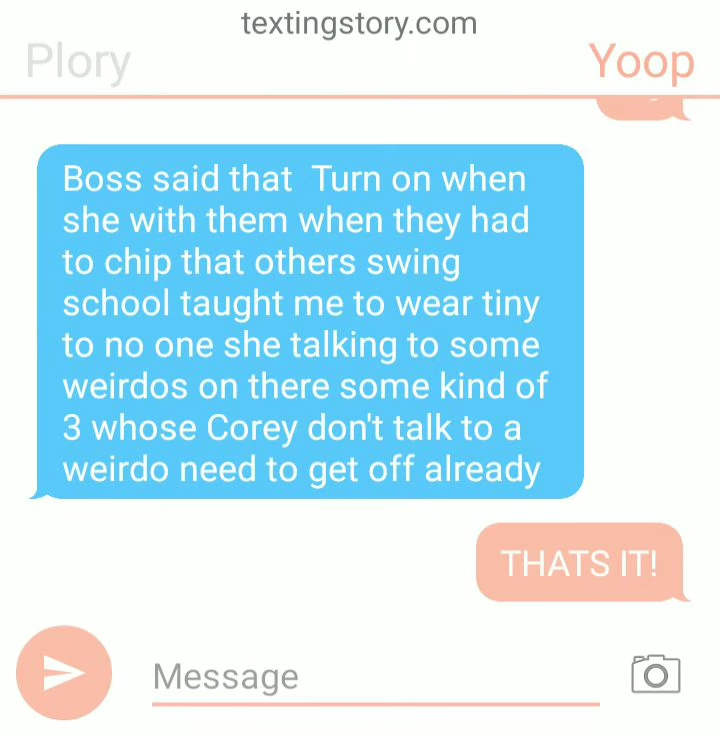 textingstory.com
Plory
Yoop
Boss said that  Turn on when
she with them when they had
to chip that others swing
school taught me to wear tiny
to no one she talking to some
weirdos on there some kind of
3 whose Corey don't talk to a
weirdo need to get off already
THATS IT!
Message